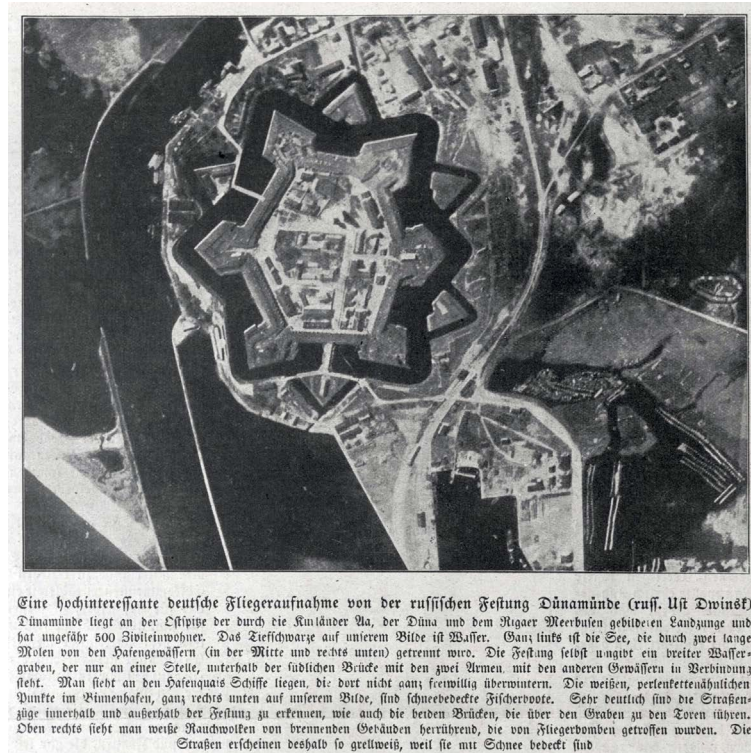 Eine hochinteressante deutsche Fliegeraufnahme von der russischen Festung Dünamünde (russ. Ust Dwinsk)
Dünamünde liegt an der Ostspitze der durch die Kurländer Aa, der Düna und dem Rigaer Meerbusen gebildeten Landzunge und
hat ungefähr 500 Zivileinwohner. Das Tiefschwarze auf unserem Bilde ist Wasser. Ganz links ist die See, die durch zwei lange
Molen von den Hafengewässern (in der Mitte und rechts unten) getrennt wird. Die Festung selbst umgibt ein breiter Wasser-
graben, der nur an einer Stelle, unterhalb der südlichen Brücke mit den zwei Armen, mit den anderen Gewässern in Verbindung
steht. Man sieht an den Hafenquais Schiffe liegen, die dort nicht ganz freiwillig überwintern. Die weißen, perlenkettenähnlichen
Punkte im Binnenhafen, ganz rechts unten auf unserem Bilde, sind schneebedeckte Fischerboote. Sehr deutlich sind die Straßen-
züge innerhalb und außerhalb der Festung zu erkennen, wie auch die beiden Brücken, die über den Graben zu den Toren führen.
Oben rechts sieht man weiße Rauchwolken von brennenden Gebäuden herrührend, die von Fliegerbomben getroffen wurden. Die
Straßen erscheinen deshalb so grellweiß, weil sie mit Schnee bedeckt sind